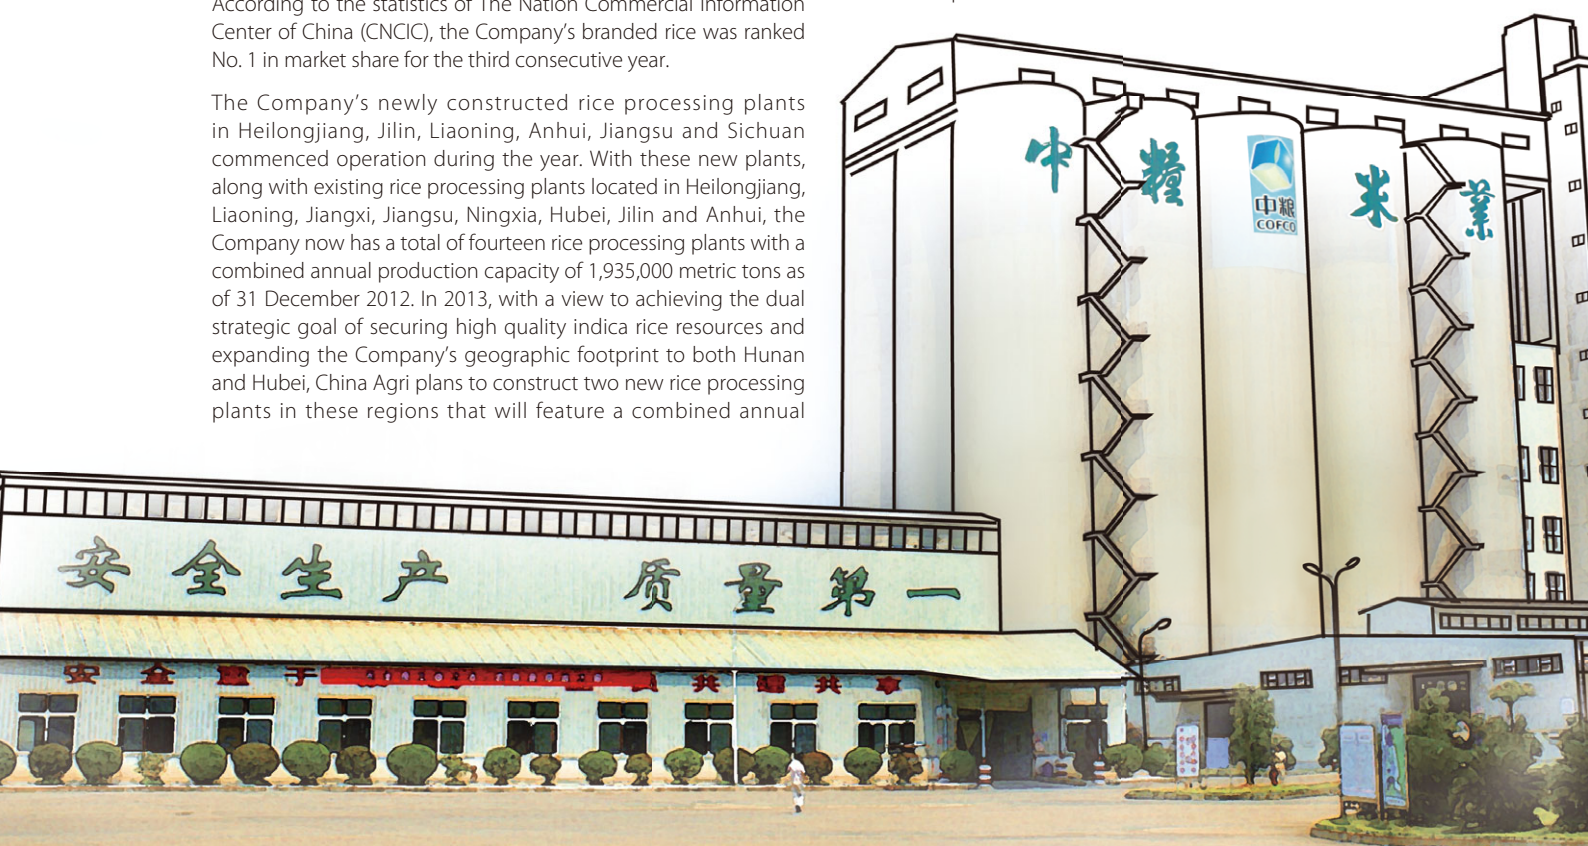 According to the statistics of The Nation Commercial Information
Center of China (CNCIC), the Company’s branded rice was ranked
No. 1 in market share for the third consecutive year.
The Company’s newly constructed rice processing plants
in Heilongjiang, Jilin, Liaoning, Anhui, Jiangsu and Sichuan
commenced operation during the year. With these new plants,
along with existing rice processing plants located in Heilongjiang,
Liaoning, Jiangxi, Jiangsu, Ningxia, Hubei, Jilin and Anhui, the
Company now has a total of fourteen rice processing plants with a
combined annual production capacity of 1,935,000 metric tons as
of 31 December 2012. In 2013, with a view to achieving the dual
strategic goal of securing high quality indica rice resources and
expanding the Company’s geographic footprint to both Hunan
and Hubei, China Agri plans to construct two new rice processing
plants in these regions that will feature a combined annual
中糧米業
中粮
COFCO
安全生产 质量第一
安全重于
共建共享